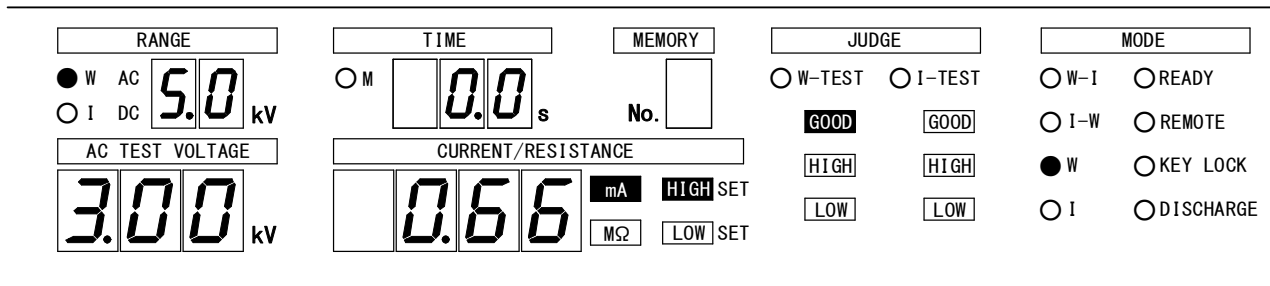 RANGE
W AC 5.0 kV
I DC
TIME
M 0.0 s
MEMORY
No.
JUDGE
W-TEST I-TEST
GOOD GOOD
HIGH HIGH
LOW LOW
MODE
W-I READY
I-W REMOTE
W KEY LOCK
I DISCHARGE
AC TEST VOLTAGE
3.00 kV
CURRENT/RESISTANCE
0.66 mA HIGH SET
MΩ LOW SET